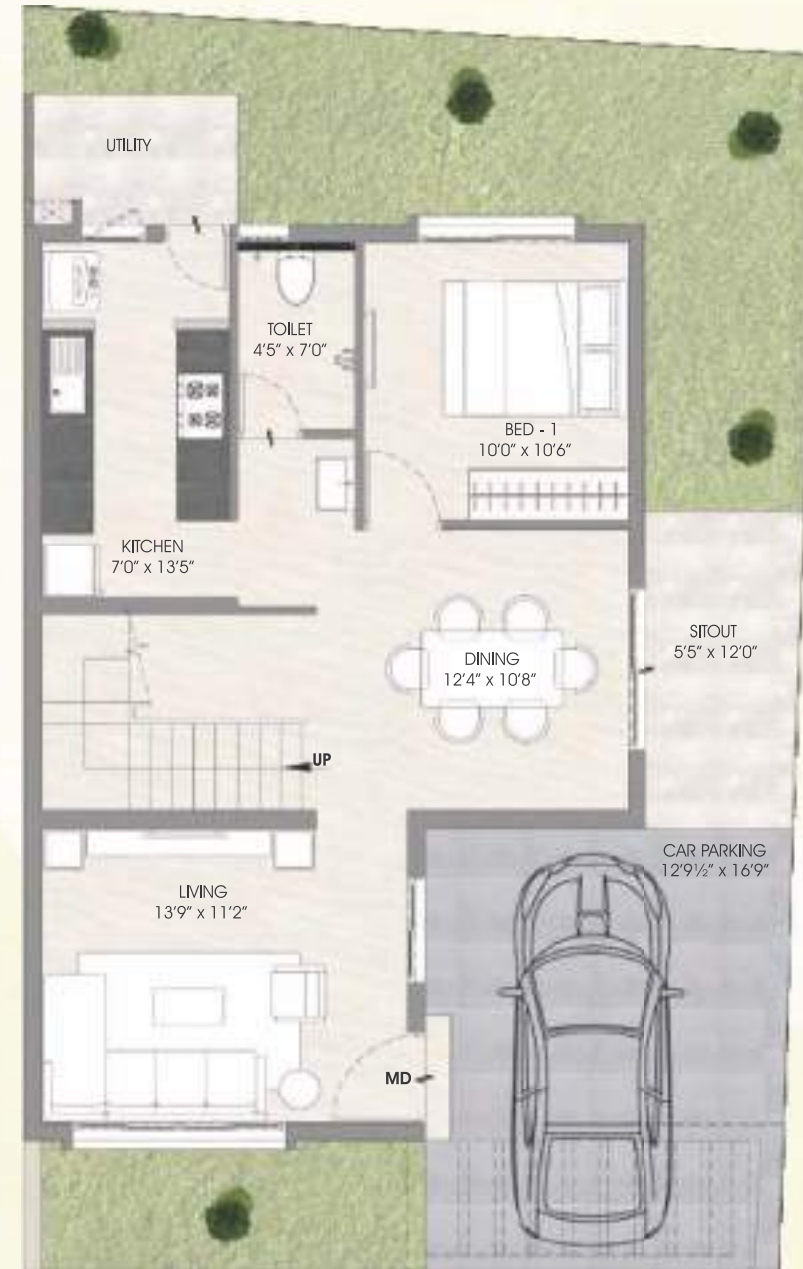 UTILITY
TOILET
4'5" x 7'0"
BED - 1
10'0" x 10'6"
KITCHEN
7'0" x 13'5"
DINING
12'4" x 10'8"
SITOUT
5'5" x 12'0"
UP
CAR PARKING
12'9½" x 16'9"
LIVING
13'9" x 11'2"
MD